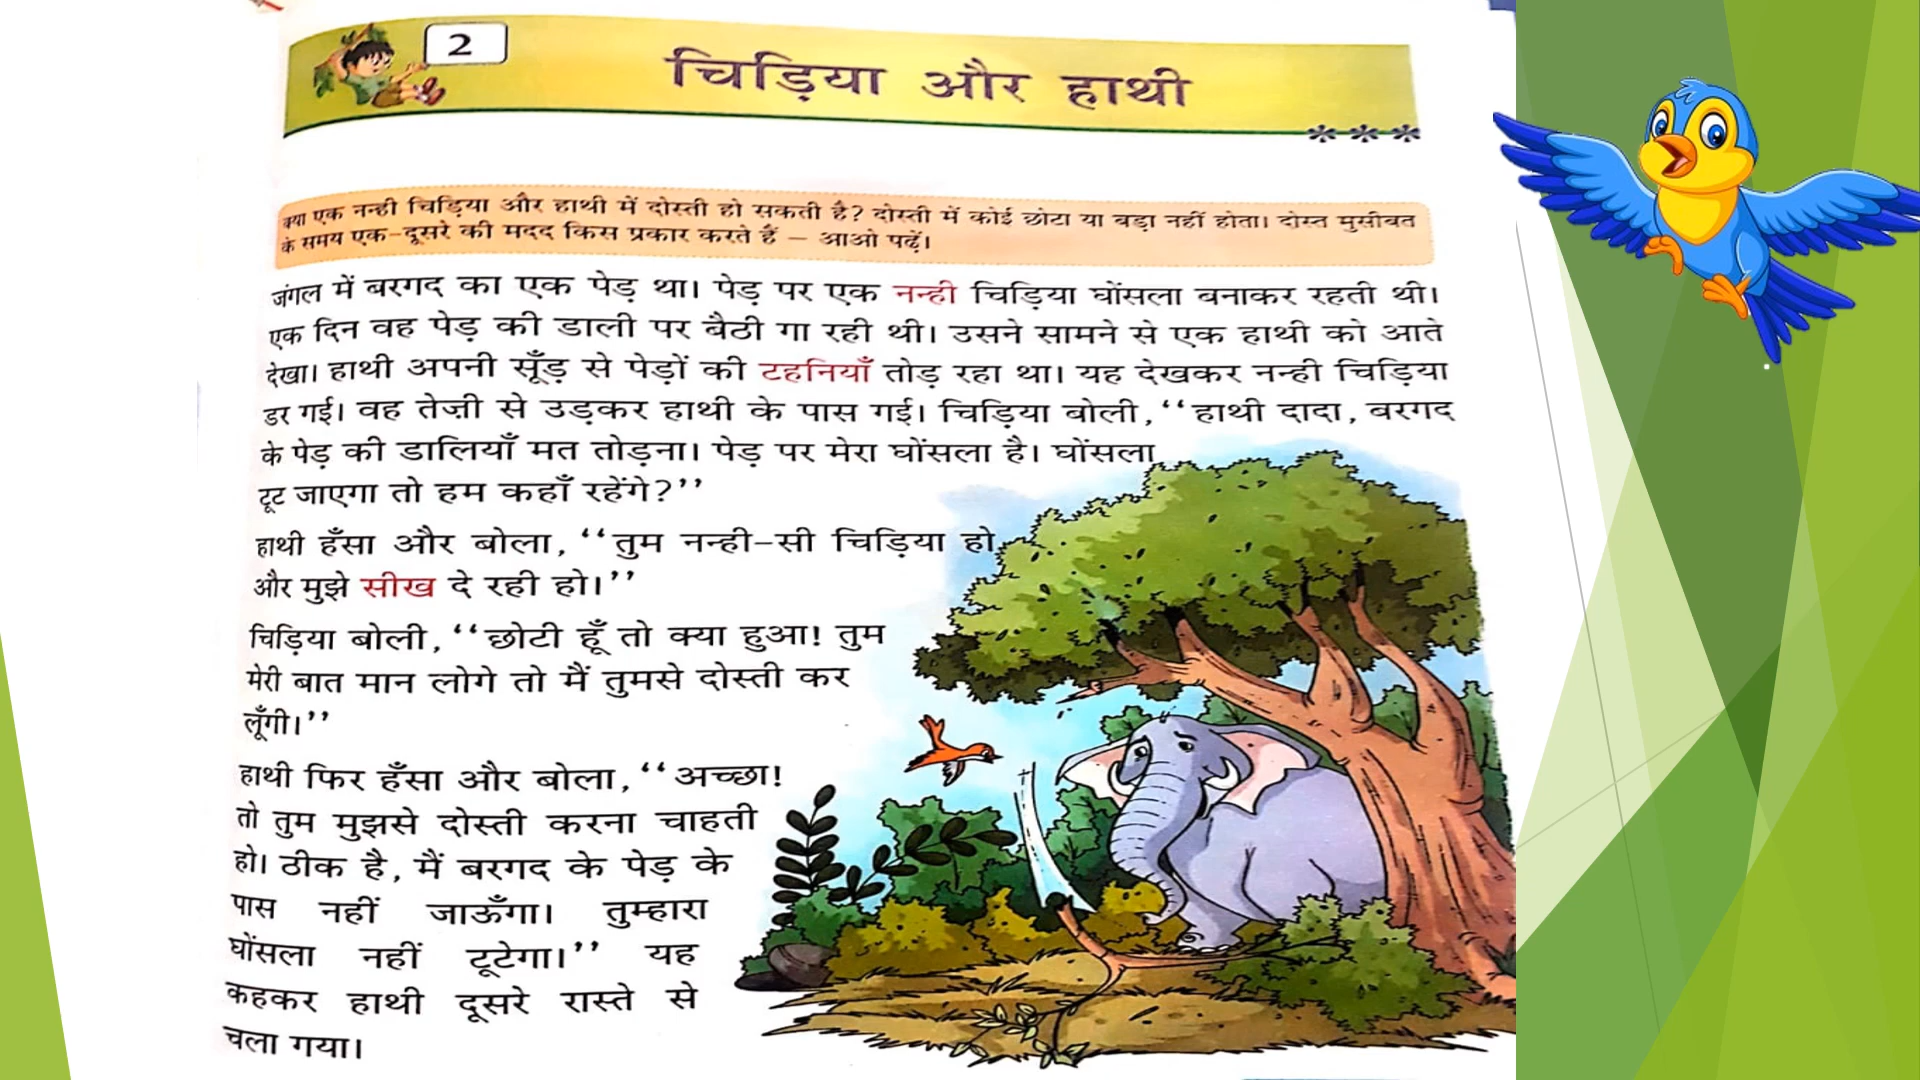 2
चिड़िया और हाथी
***
क्या एक नन्ही चिड़िया और हाथी में दोस्ती हो सकती है? दोस्ती में कोई छोटा या बड़ा नहीं होता। दोस्त मुसीबत
के समय एक-दूसरे की मदद किस प्रकार करते हैं – आओ पढ़ें।
जंगल में बरगद का एक पेड़ था। पेड़ पर एक नन्ही चिड़िया घोंसला बनाकर रहती थी।
एक दिन वह पेड़ की डाली पर बैठी गा रही थी। उसने सामने से एक हाथी को आते
देखा। हाथी अपनी सूँड़ से पेड़ों की टहनियाँ तोड़ रहा था। यह देखकर नन्ही चिड़िया
डर गई। वह तेज़ी से उड़कर हाथी के पास गई। चिड़िया बोली, ‘‘हाथी दादा, बरगद
के पेड़ की डालियाँ मत तोड़ना। पेड़ पर मेरा घोंसला है। घोंसला
टूट जाएगा तो हम कहाँ रहेंगे?’’
हाथी हँसा और बोला, ‘‘तुम नन्ही-सी चिड़िया हो
और मुझे सीख दे रही हो।’’
चिड़िया बोली, ‘‘छोटी हूँ तो क्या हुआ! तुम
मेरी बात मान लोगे तो मैं तुमसे दोस्ती कर
लूँगी।’’
हाथी फिर हँसा और बोला, ‘‘अच्छा!
तो तुम मुझसे दोस्ती करना चाहती
हो। ठीक है, मैं बरगद के पेड़ के
पास नहीं जाऊँगा। तुम्हारा
घोंसला नहीं टूटेगा।’’ यह
कहकर हाथी दूसरे रास्ते से
चला गया।